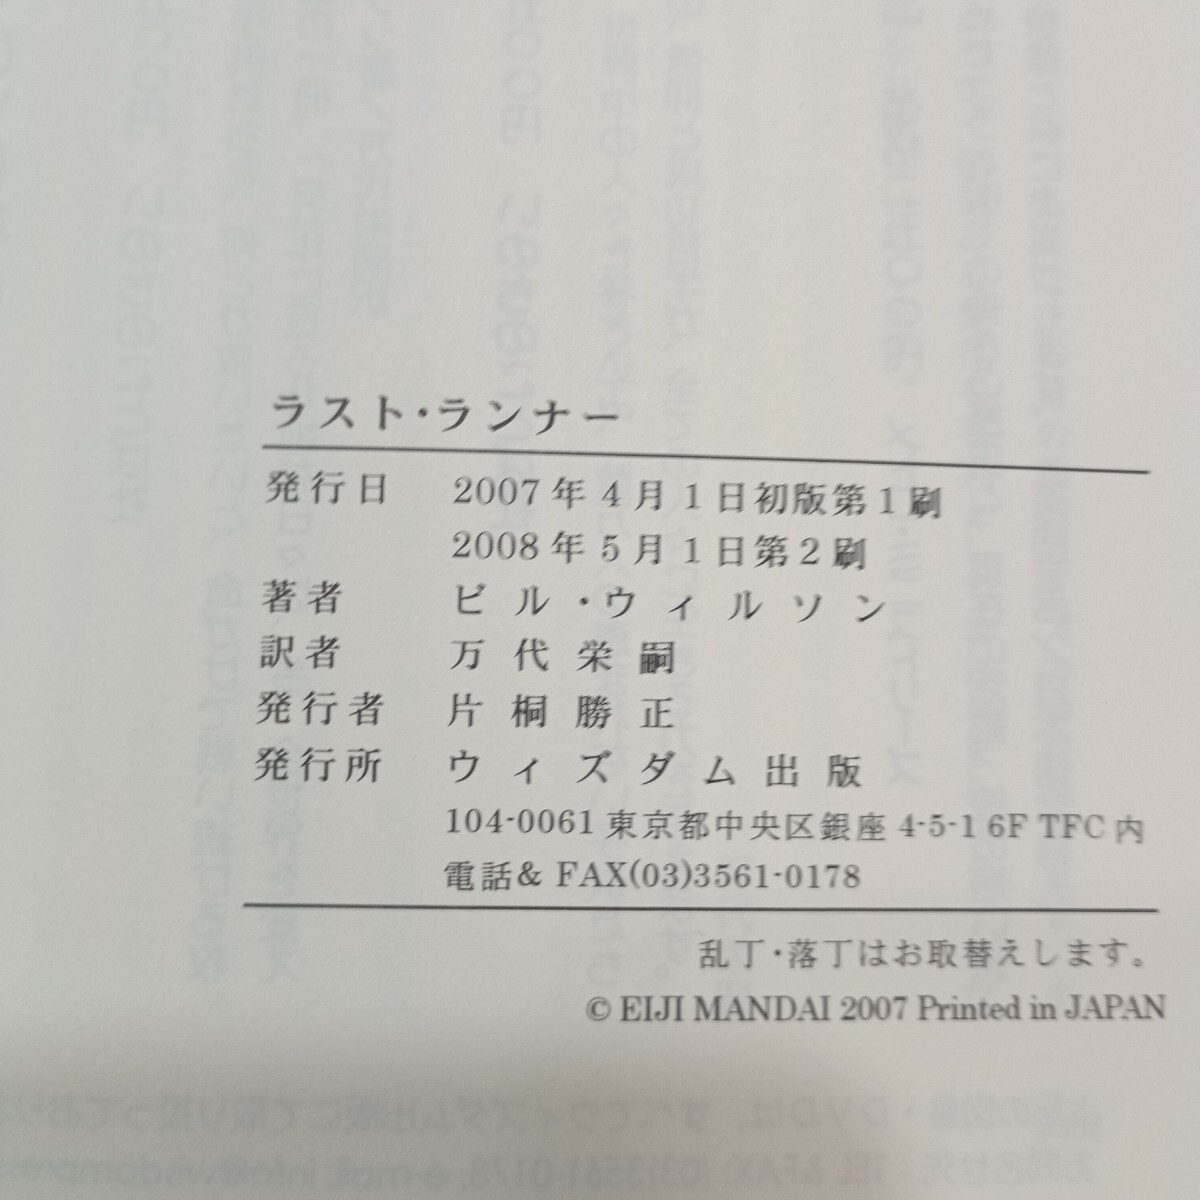 ラスト・ランナー
発行日 2007年4月1日初版第1刷
2008年5月1日第2刷
著者 ビル・ウィルソン
訳者 万代栄嗣
発行者 片桐勝正
発行所 ウィズダム出版
104-0061 東京都中央区銀座 4-5-1 6F TFC内
電話& FAX(03)3561-0178
乱丁・落丁はお取替えします。
© EIJI MANDAI 2007 Printed in JAPAN